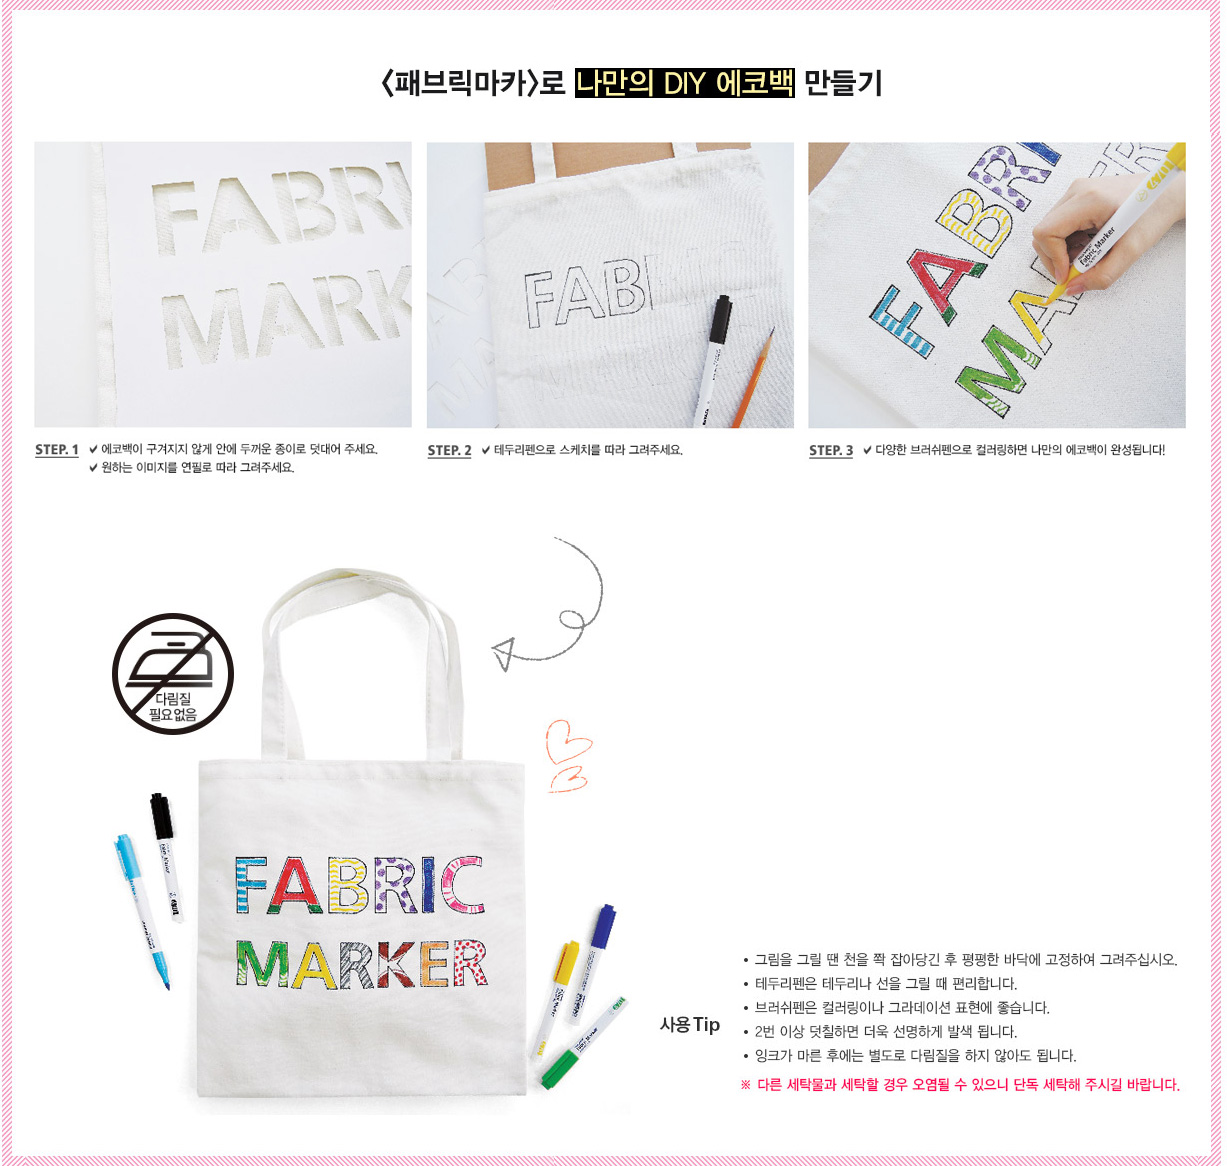 <패브릭마카>로 나만의 DIY 에코백 만들기
FABRI
MARK
FAB
FABRI
MA
Fabric Marker
STEP. 1 ✔ 에코백이 구겨지지 않게 안에 두꺼운 종이로 덧대어 주세요.
✔ 원하는 이미지를 연필로 따라 그려주세요.
STEP. 2 ✔ 테두리펜으로 스케치를 따라 그려주세요.
STEP. 3 ✔ 다양한 브러쉬펜으로 컬러링하면 나만의 에코백이 완성됩니다!
다림질
필요없음
FABRIC
MARKER
사용 Tip
• 그림을 그릴 땐 천을 쫙 잡아당긴 후 평평한 바닥에 고정하여 그려주십시오.
• 테두리펜은 테두리나 선을 그릴 때 편리합니다.
• 브러쉬펜은 컬러링이나 그라데이션 표현에 좋습니다.
• 2번 이상 덧칠하면 더욱 선명하게 발색 됩니다.
• 잉크가 마른 후에는 별도로 다림질을 하지 않아도 됩니다.
※ 다른 세탁물과 세탁할 경우 오염될 수 있으니 단독 세탁해 주시길 바랍니다.